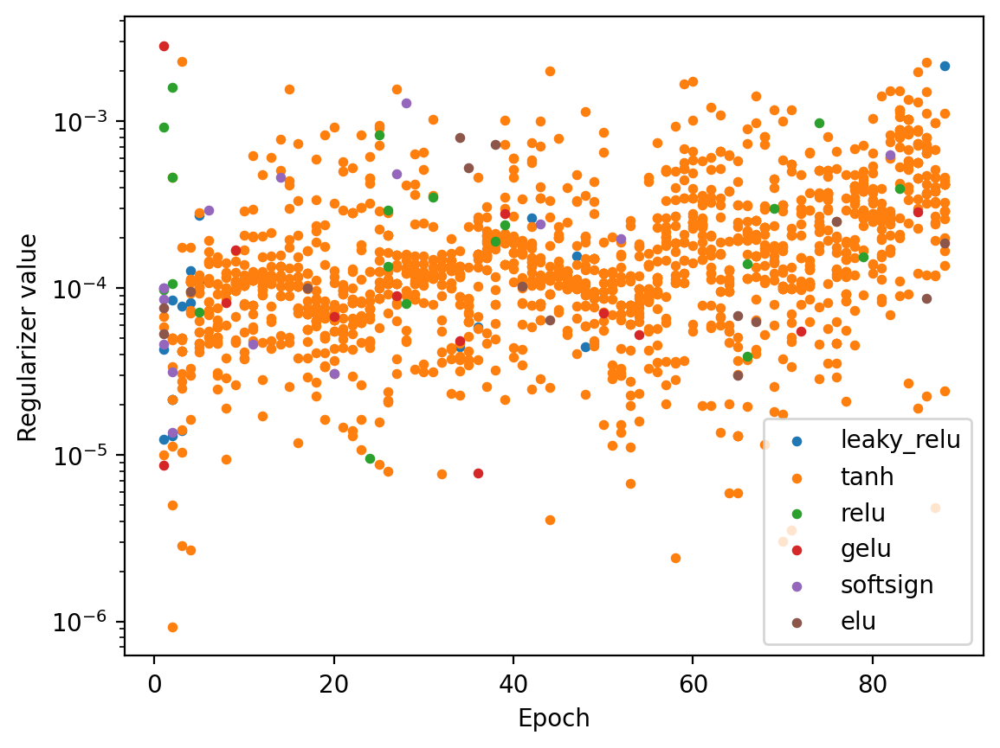 10⁻³
10⁻⁴
10⁻⁵
10⁻⁶
Regularizer value
0
20
40
60
80
Epoch
leaky_relu
tanh
relu
gelu
softsign
elu